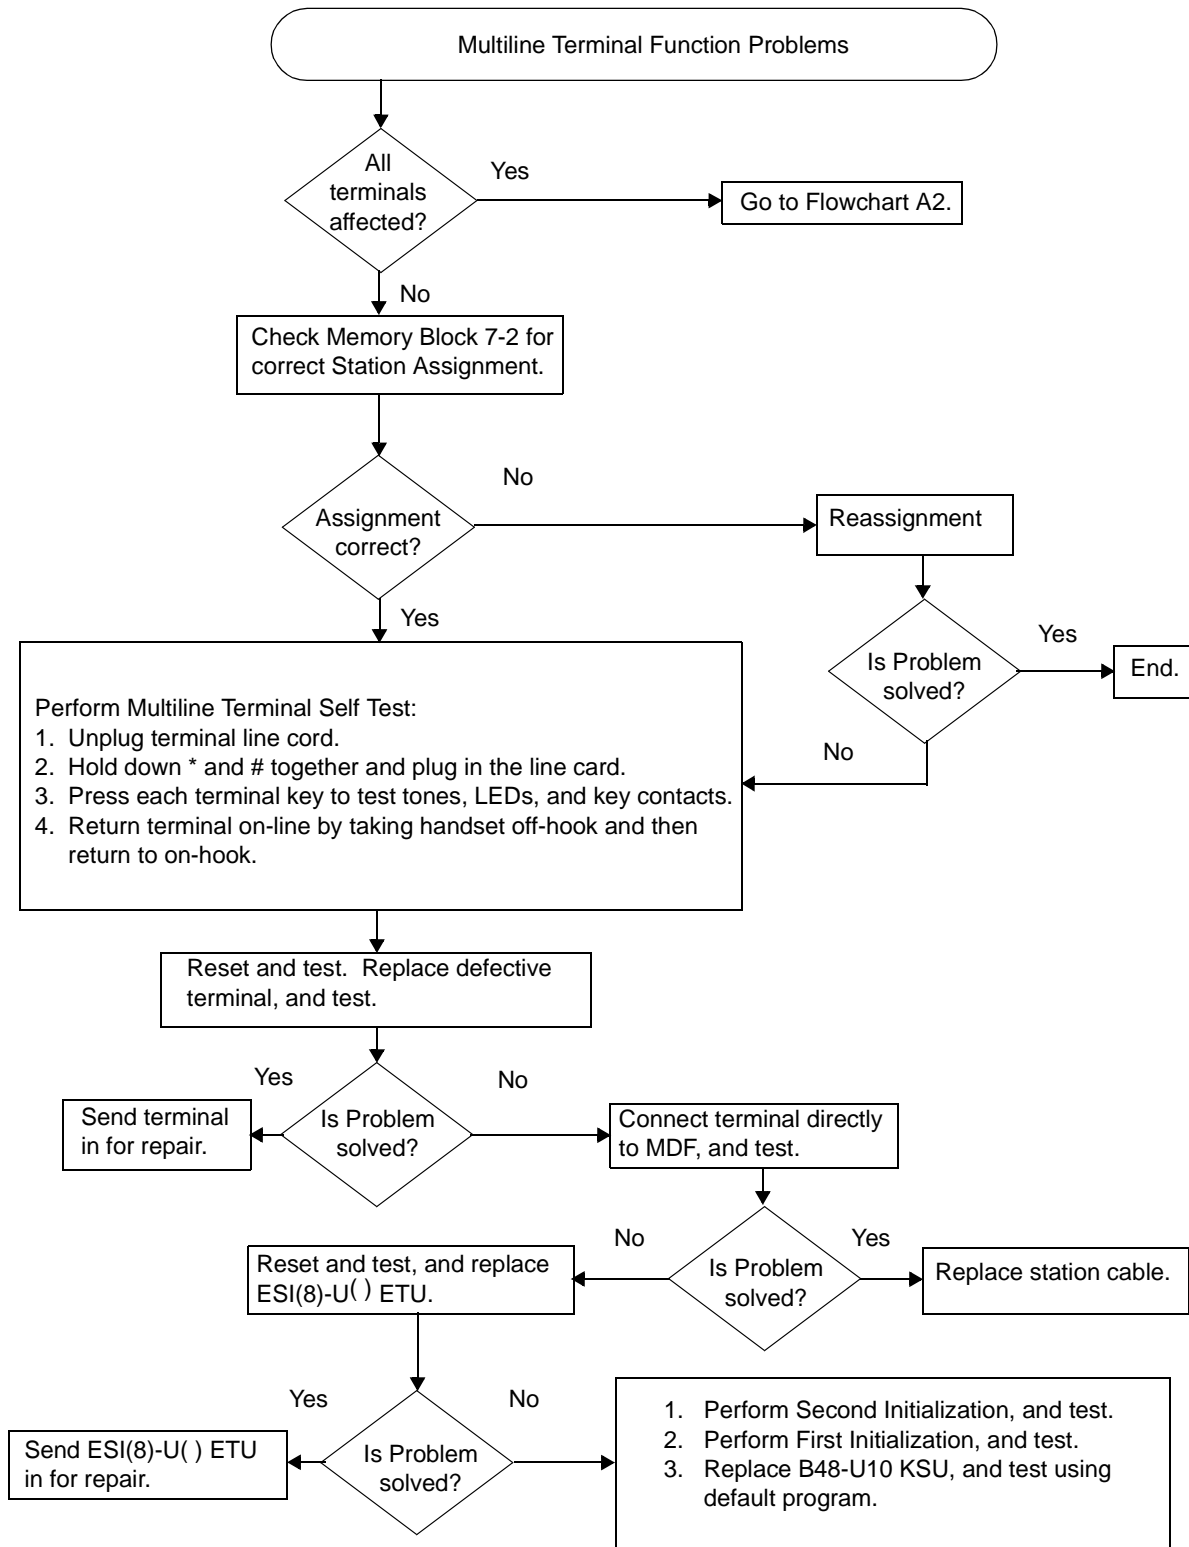 Multiline Terminal Function Problems
All
terminals
affected?
Yes
Go to Flowchart A2.
No
Check Memory Block 7-2 for
correct Station Assignment.
Assignment
correct?
No
Reassignment
Yes
Is Problem
solved?
Yes
End.
No
Perform Multiline Terminal Self Test:
1. Unplug terminal line cord.
2. Hold down * and # together and plug in the line card.
3. Press each terminal key to test tones, LEDs, and key contacts.
4. Return terminal on-line by taking handset off-hook and then
return to on-hook.
Reset and test. Replace defective
terminal, and test.
Is Problem
solved?
Yes
Send terminal
in for repair.
No
Connect terminal directly
to MDF, and test.
Is Problem
solved?
Yes
Replace station cable.
No
Reset and test, and replace
ESI(8)-U( ) ETU.
Is Problem
solved?
Yes
Send ESI(8)-U( ) ETU
in for repair.
No
1. Perform Second Initialization, and test.
2. Perform First Initialization, and test.
3. Replace B48-U10 KSU, and test using
default program.